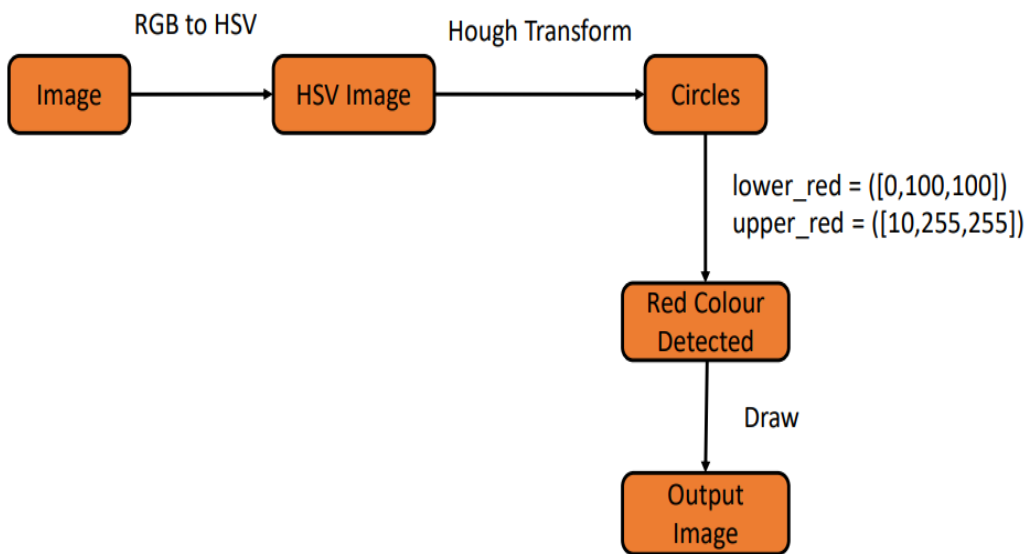 RGB to HSV
Hough Transform
Image
HSV Image
Circles
lower_red = ([0,100,100])
upper_red = ([10,255,255])
Red Colour
Detected
Draw
Output
Image